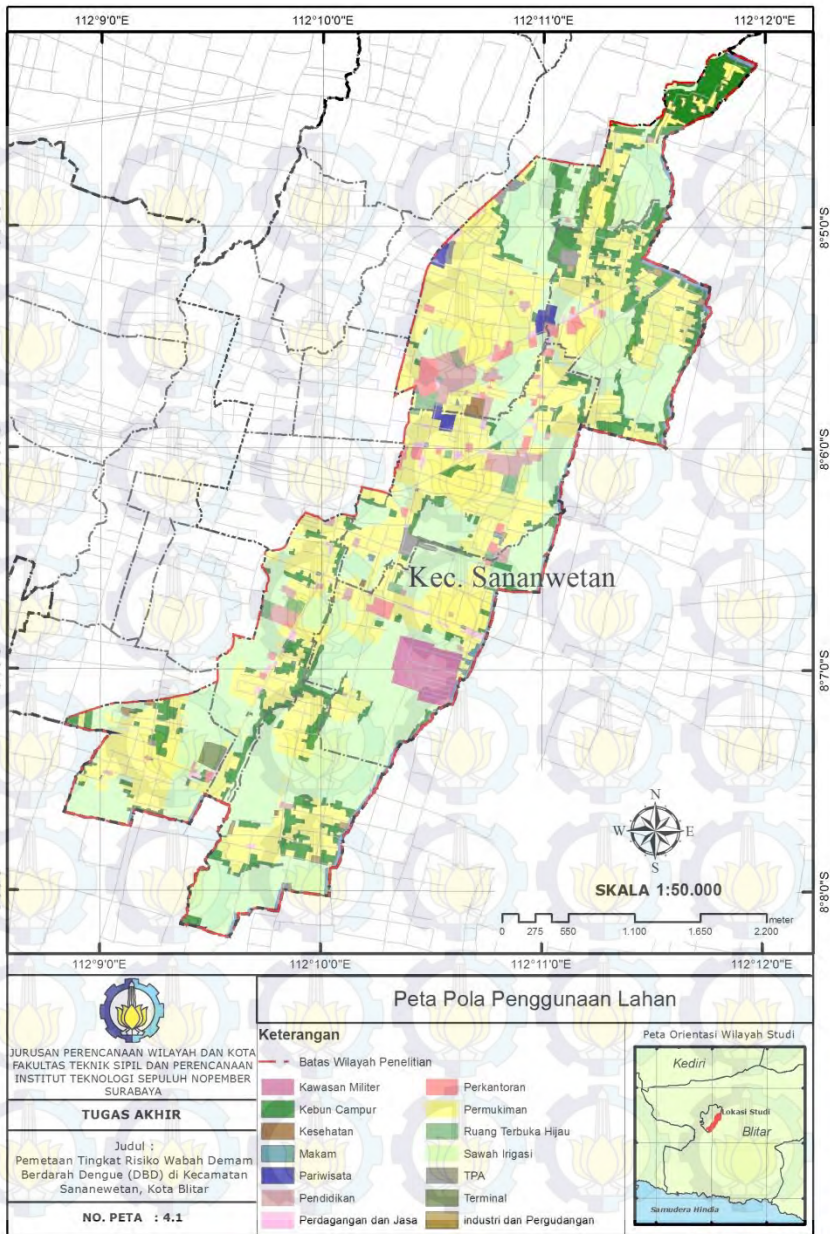 112°9'0"E 112°10'0"E 112°11'0"E 112°12'0"E
8°5'0"S
8°6'0"S
Kec. Sananwetan
8°7'0"S
N
W E
S
SKALA 1:50.000
8°8'0"S
meter
0 275 550 1.100 1.650 2.200
112°9'0"E 112°10'0"E 112°11'0"E 112°12'0"E
JURUSAN PERENCANAAN WILAYAH DAN KOTA
FAKULTAS TEKNIK SIPIL DAN PERENCANAAN
INSTITUT TEKNOLOGI SEPULUH NOPEMBER
SURABAYA
TUGAS AKHIR
Judul :
Pemetaan Tingkat Risiko Wabah Demam
Berdarah Dengue (DBD) di Kecamatan
Sananewetan, Kota Blitar
NO. PETA : 4.1
Peta Pola Penggunaan Lahan
Keterangan
Batas Wilayah Penelitian
Kawasan Militer
Kebun Campur
Kesehatan
Makam
Pariwisata
Pendidikan
Perdagangan dan Jasa
Perkantoran
Permukiman
Ruang Terbuka Hijau
Sawah Irigasi
TPA
Terminal
industri dan Pergudangan
Peta Orientasi Wilayah Studi
Kediri
Lokasi Studi
Blitar
Samudera Hindia